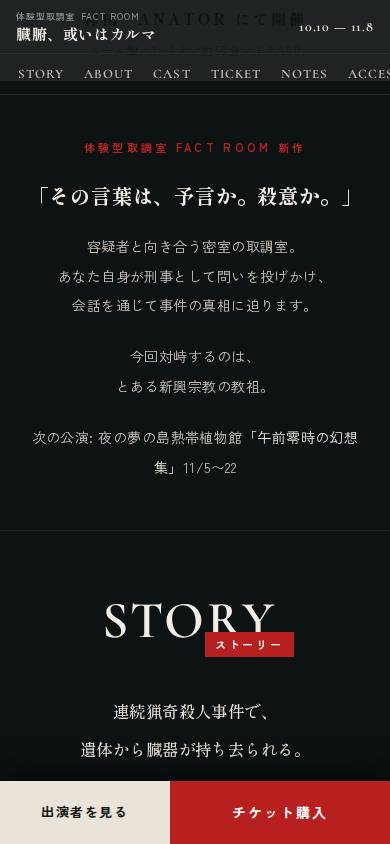 体験型取調室 FACT ROOM
臓腑、或いはカルマ
10.10 — 11.8
STORY ABOUT CAST TICKET NOTES ACCES
体験型取調室 FACT ROOM 新作
「その言葉は、予言か。殺意か。」
容疑者と向き合う密室の取調室。
あなた自身が刑事として問いを投げかけ、
会話を通じて事件の真相に迫ります。
今回対峙するのは、
とある新興宗教の教祖。
次の公演: 夜の夢の島熱帯植物館「午前零時の幻想
集」11/5〜22
STORY
ストーリー
連続猟奇殺人事件で、
遺体から臓器が持ち去られる。
出演者を見る
チケット購入